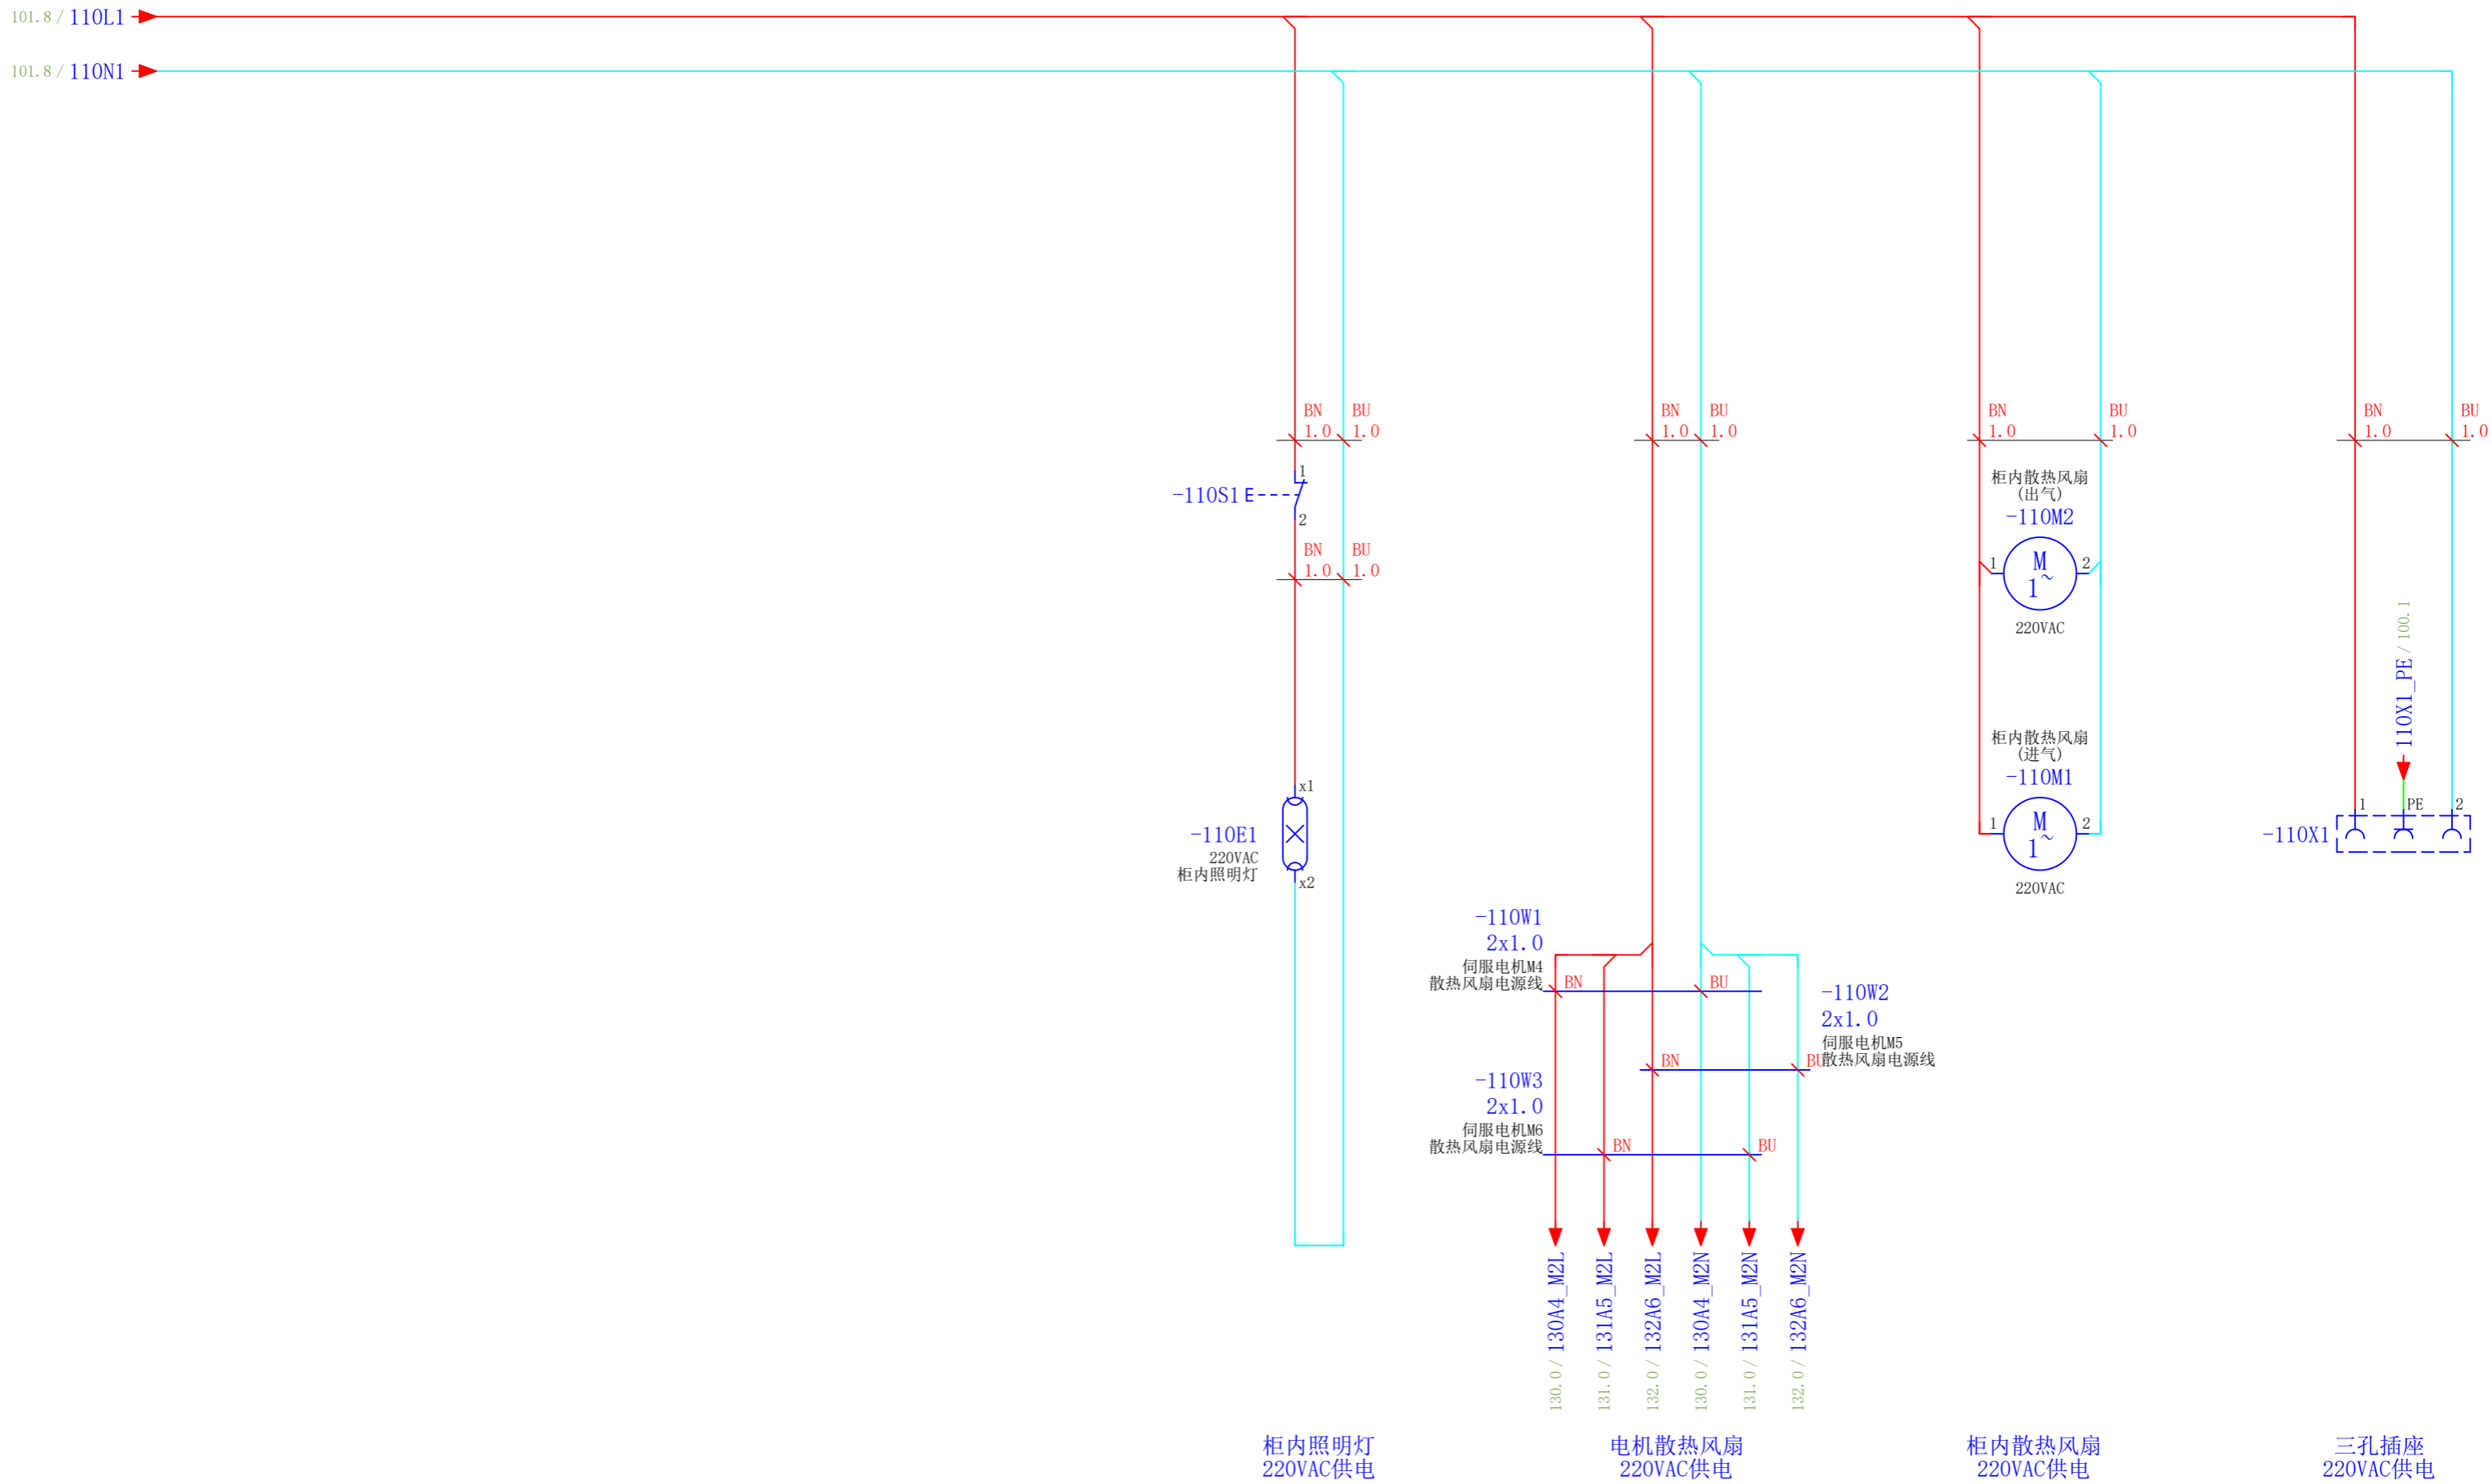 101.8 / 110L1
101.8 / 110N1
BN
1.0
BU
1.0
BN
1.0
BU
1.0
BN
1.0
BU
1.0
BN
1.0
BU
1.0
-110S1
1
2
BN
1.0
BU
1.0
柜内散热风扇
(出气)
-110M2
1
M
1~
2
220VAC
柜内散热风扇
(进气)
-110M1
1
M
1~
2
220VAC
110X1_PE / 100.1
-110X1
1
PE
2
x1
-110E1
220VAC
柜内照明灯
x2
-110W1
2x1.0
伺服电机M4
散热风扇电源线
BN
BU
-110W2
2x1.0
伺服电机M5
散热风扇电源线
BN
BU
-110W3
2x1.0
伺服电机M6
散热风扇电源线
BN
BU
130.0 / 130A4_M2L
131.0 / 131A5_M2L
132.0 / 132A6_M2L
130.0 / 130A4_M2N
131.0 / 131A5_M2N
132.0 / 132A6_M2N
柜内照明灯
220VAC供电
电机散热风扇
220VAC供电
柜内散热风扇
220VAC供电
三孔插座
220VAC供电